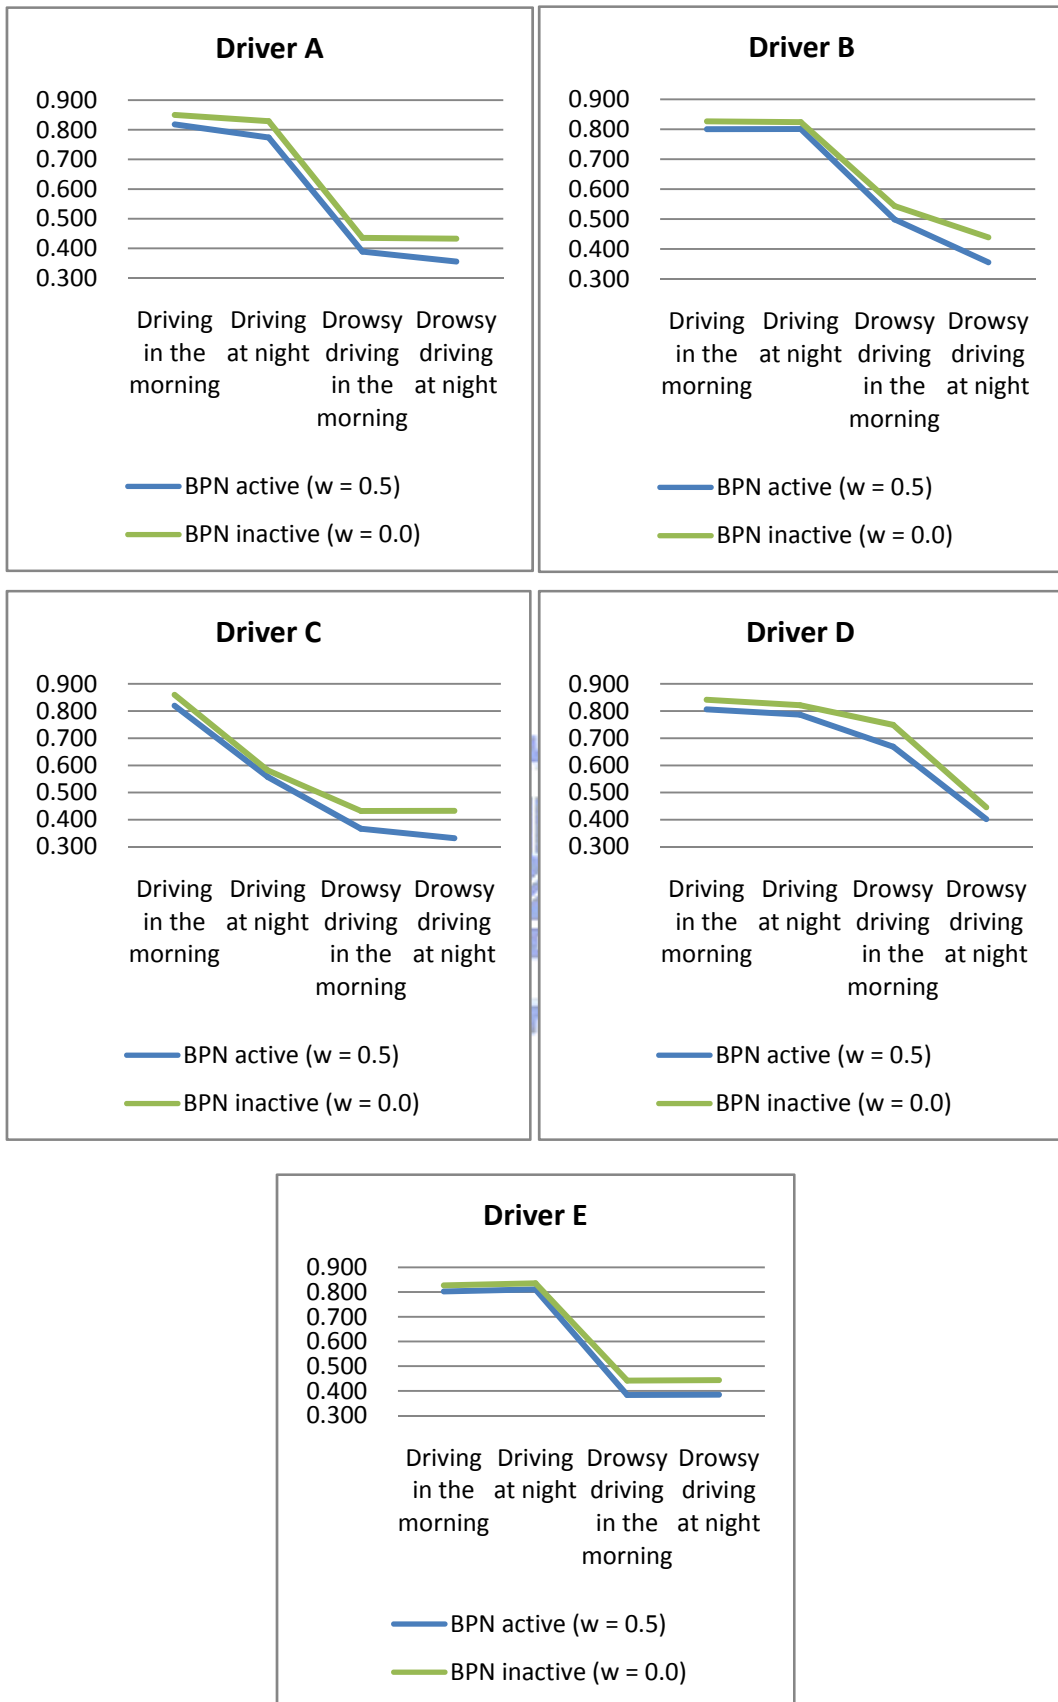 Driver A
0.900
0.800
0.700
0.600
0.500
0.400
0.300
Driving in the morning
Driving at night
Drowsy driving in the morning
Drowsy driving at night
BPN active (w = 0.5)
BPN inactive (w = 0.0)
Driver B
0.900
0.800
0.700
0.600
0.500
0.400
0.300
Driving in the morning
Driving at night
Drowsy driving in the morning
Drowsy driving at night
BPN active (w = 0.5)
BPN inactive (w = 0.0)
Driver C
0.900
0.800
0.700
0.600
0.500
0.400
0.300
Driving in the morning
Driving at night
Drowsy driving in the morning
Drowsy driving at night
BPN active (w = 0.5)
BPN inactive (w = 0.0)
Driver D
0.900
0.800
0.700
0.600
0.500
0.400
0.300
Driving in the morning
Driving at night
Drowsy driving in the morning
Drowsy driving at night
BPN active (w = 0.5)
BPN inactive (w = 0.0)
Driver E
0.900
0.800
0.700
0.600
0.500
0.400
0.300
Driving in the morning
Driving at night
Drowsy driving in the morning
Drowsy driving at night
BPN active (w = 0.5)
BPN inactive (w = 0.0)